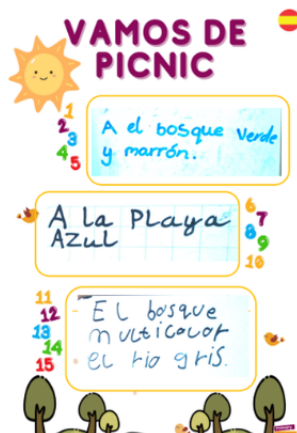 VAMOS DE
PICNIC
1
2
3
4
5
A el bosque verde
y marrón.
A la Playa
AZul
6
7
8
9
10
11
12
13
14
15
El bosque
multicolor
el rio gris.